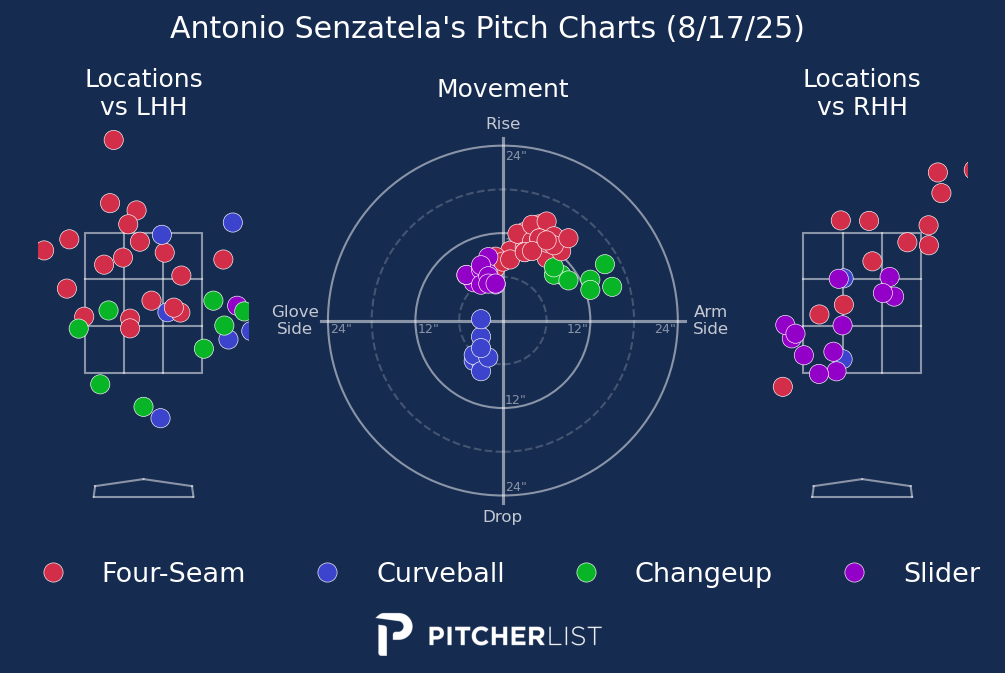 Antonio Senzatela's Pitch Charts (8/17/25)
Locations
vs LHH
Movement
Locations
vs RHH
Rise
24"
Glove
Side
24"
12"
12"
24"
Arm
Side
12"
24"
Drop
Four-Seam
Curveball
Changeup
Slider
PITCHERLIST